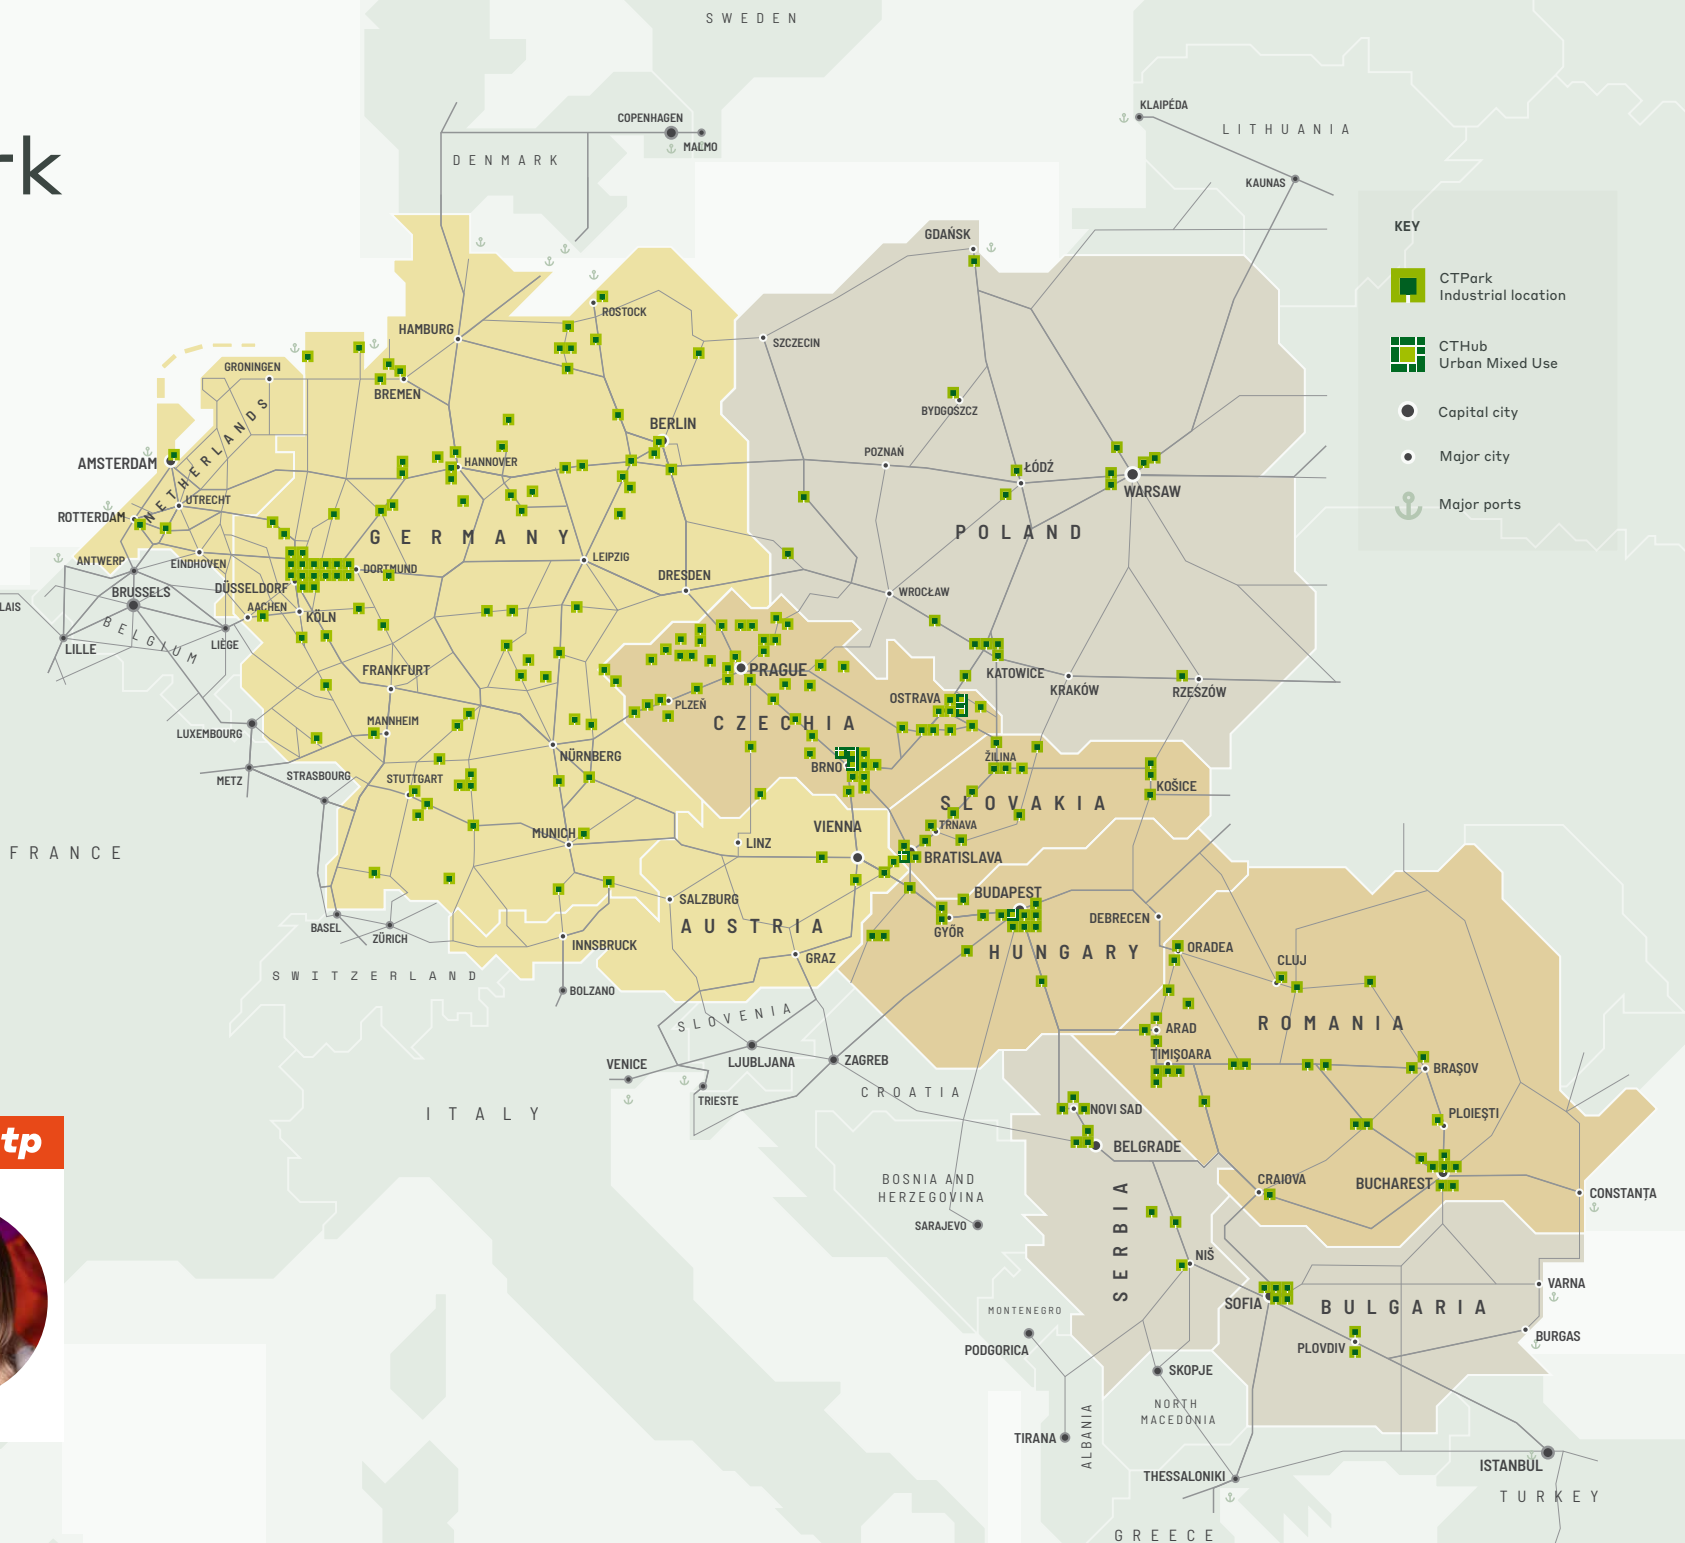 SWEDEN
KLAIPĖDA
COPENHAGEN
LITHUANIA
MALMO
DENMARK
rk
KAUNAS
KEY
GDAŃSK
CTPark
Industrial location
ROSTOCK
HAMBURG
SZCZECIN
CTHub
Urban Mixed Use
GRONINGEN
BREMEN
BYDGOSZCZ
Capital city
BERLIN
NETHERLANDS
POZNAŃ
Major city
AMSTERDAM
HANNOVER
ŁÓDŹ
WARSAW
UTRECHT
Major ports
ROTTERDAM
GERMANY
POLAND
ANTWERP
EINDHOVEN
LEIPZIG
DORTMUND
DRESDEN
BRUSSELS
DÜSSELDORF
WROCŁAW
LAIS
AACHEN
KÖLN
BELGIUM
LILLE
LIÈGE
FRANKFURT
PRAGUE
KATOWICE
KRAKÓW
RZESZÓW
OSTRAVA
PLZEŇ
LUXEMBOURG
MANNHEIM
CZECHIA
NÜRNBERG
ŽILINA
METZ
STRASBOURG
STUTTGART
BRNO
KOŠICE
SLOVAKIA
VIENNA
TRNAVA
MUNICH
LINZ
FRANCE
BRATISLAVA
SALZBURG
BUDAPEST
BASEL
ZÜRICH
AUSTRIA
GYÖR
DEBRECEN
INNSBRUCK
HUNGARY
ORADEA
GRAZ
CLUJ
SWITZERLAND
BOLZANO
SLOVENIA
ROMANIA
ARAD
VENICE
LJUBLJANA
ZAGREB
TIMIȘOARA
BRAȘOV
TRIESTE
CROATIA
NOVI SAD
ITALY
PLOIEȘTI
tp
BELGRADE
BOSNIA AND
HERZEGOVINA
CRAIOVA
BUCHAREST
CONSTANȚA
SARAJEVO
SERBIA
NIŠ
VARNA
MONTENEGRO
SOFIA
BULGARIA
PODGORICA
PLOVDIV
BURGAS
SKOPJE
NORTH
MACEDONIA
TIRANA
ALBANIA
ISTANBUL
THESSALONIKI
TURKEY
GREECE